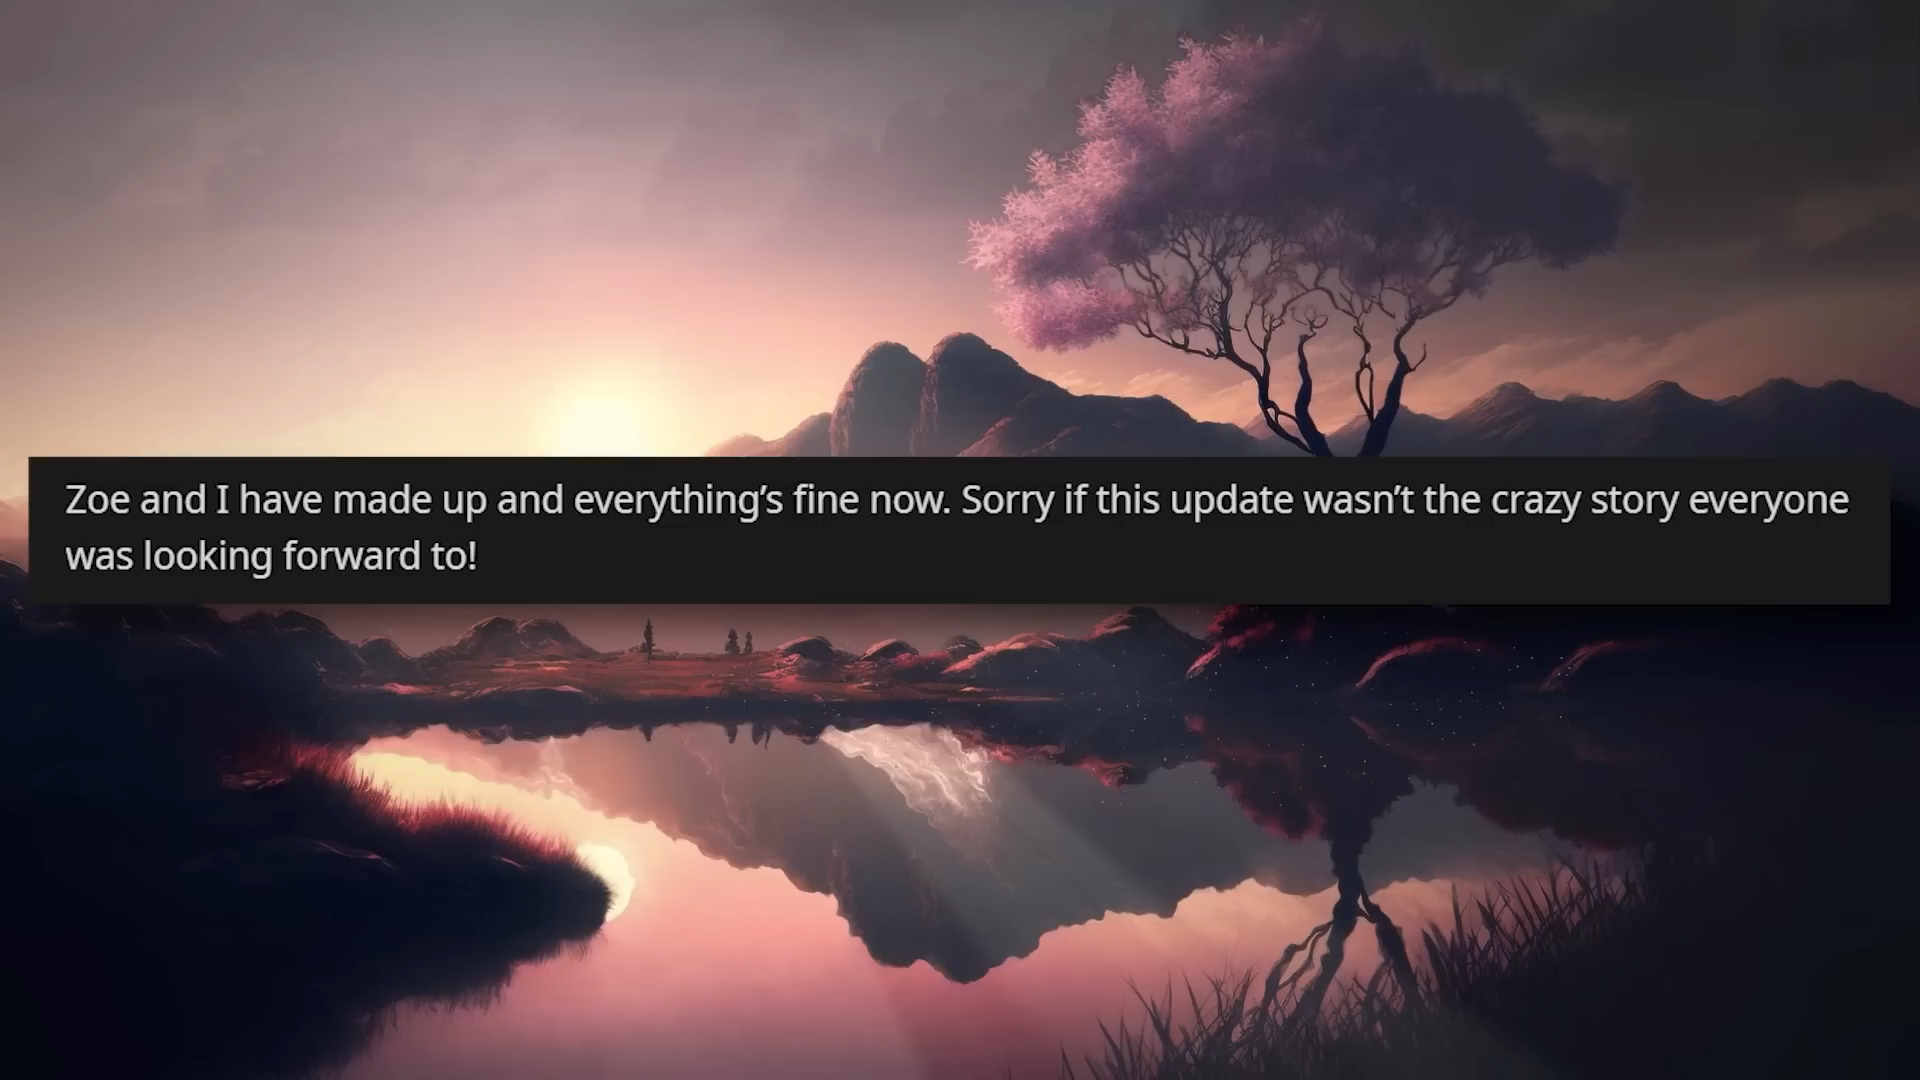 Zoe and I have made up and everything’s fine now. Sorry if this update wasn’t the crazy story everyone
was looking forward to!